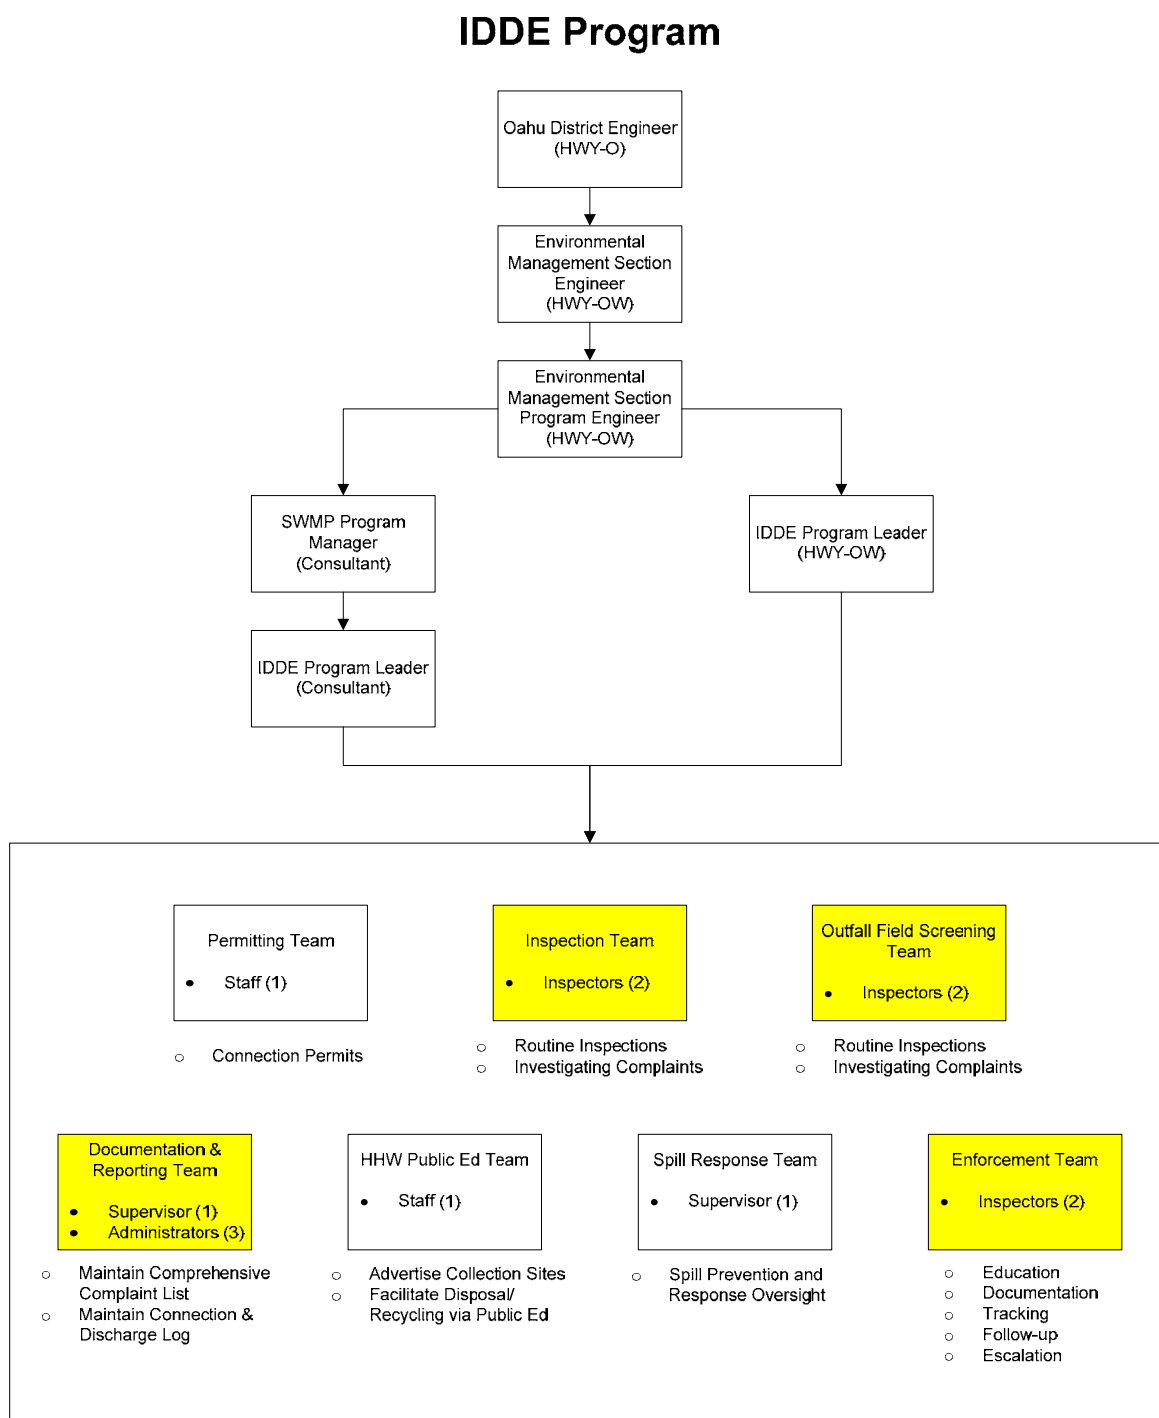 IDDE Program
Oahu District Engineer
(HWY-O)
Environmental
Management Section
Engineer
(HWY-OW)
Environmental
Management Section
Program Engineer
(HWY-OW)
SWMP Program
Manager
(Consultant)
IDDE Program Leader
(HWY-OW)
IDDE Program Leader
(Consultant)
Permitting Team
• Staff (1)
○ Connection Permits
Inspection Team
• Inspectors (2)
○ Routine Inspections
○ Investigating Complaints
Outfall Field Screening
Team
• Inspectors (2)
○ Routine Inspections
○ Investigating Complaints
Documentation &
Reporting Team
• Supervisor (1)
• Administrators (3)
○ Maintain Comprehensive
Complaint List
○ Maintain Connection &
Discharge Log
HHW Public Ed Team
• Staff (1)
○ Advertise Collection Sites
○ Facilitate Disposal/
Recycling via Public Ed
Spill Response Team
• Supervisor (1)
○ Spill Prevention and
Response Oversight
Enforcement Team
• Inspectors (2)
○ Education
○ Documentation
○ Tracking
○ Follow-up
○ Escalation